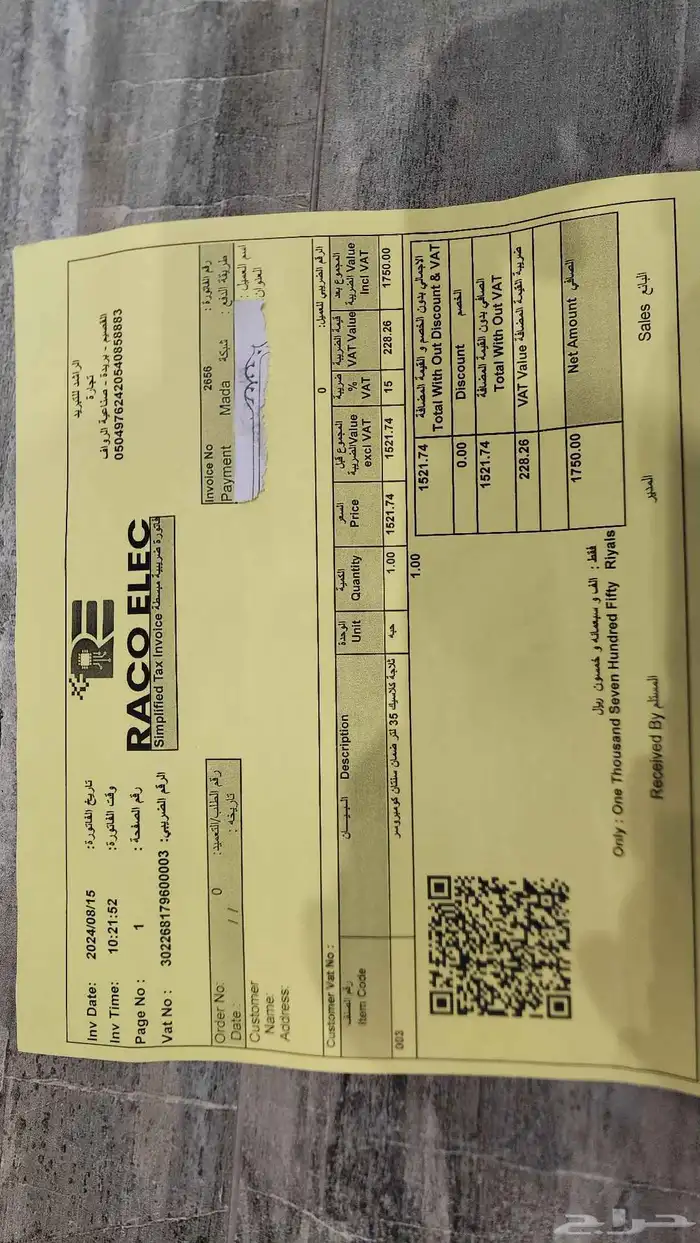 Inv Date: 2024/08/15 تاريخ الفاتورة:
Inv Time: 10:21:52 وقت الفاتورة:
Page No : 1 رقم الصفحة :
Vat No : 302268179600003 الرقم الضريبي:
RE
RACO ELEC
Simplified Tax Invoice فاتورة ضريبية مبسطة
الراشد للتبريد
تجارة
القصيم - بريدة - صناعية الرواف
05049762420540858883
Order No: 0 رقم الطلب/التعميد:
Date : / / تاريخه :
Invoice No 2656 رقم الفاتورة :
Payment Mada شبكة طريقة الدفع :
Customer Name: اسم العميل :
Address: العنوان
Customer Vat No : 0 الرقم الضريبي للعميل:
رقم الصنف البيـــــان الوحدة الكمية السعر المجموع قبل الضريبة ضريبة % قيمة الضريبة المجموع بعد الضريبة
Item Code Description Unit Quantity Price Value excl VAT VAT VAT Value Value Incl VAT
003 ثلاجة كلاسيك 35 لتر ضمان سنتان كومبروسر حبه 1.00 1521.74 1521.74 15 228.26 1750.00
1.00
1521.74 الاجمالي بدون الخصم و القيمة المضافة
Total With Out Discount & VAT
0.00 Discount الخصم
1521.74 الصافي بدون القيمة المضافة
Total With Out VAT
228.26 VAT Value ضريبة القيمة المضافة
1750.00 Net Amount الصافي
فقط : الف و سبعمائه و خمسون ريال
Only : One Thousand Seven Hundred Fifty Riyals
Received By المستلم المدير Sales البائع
حراج